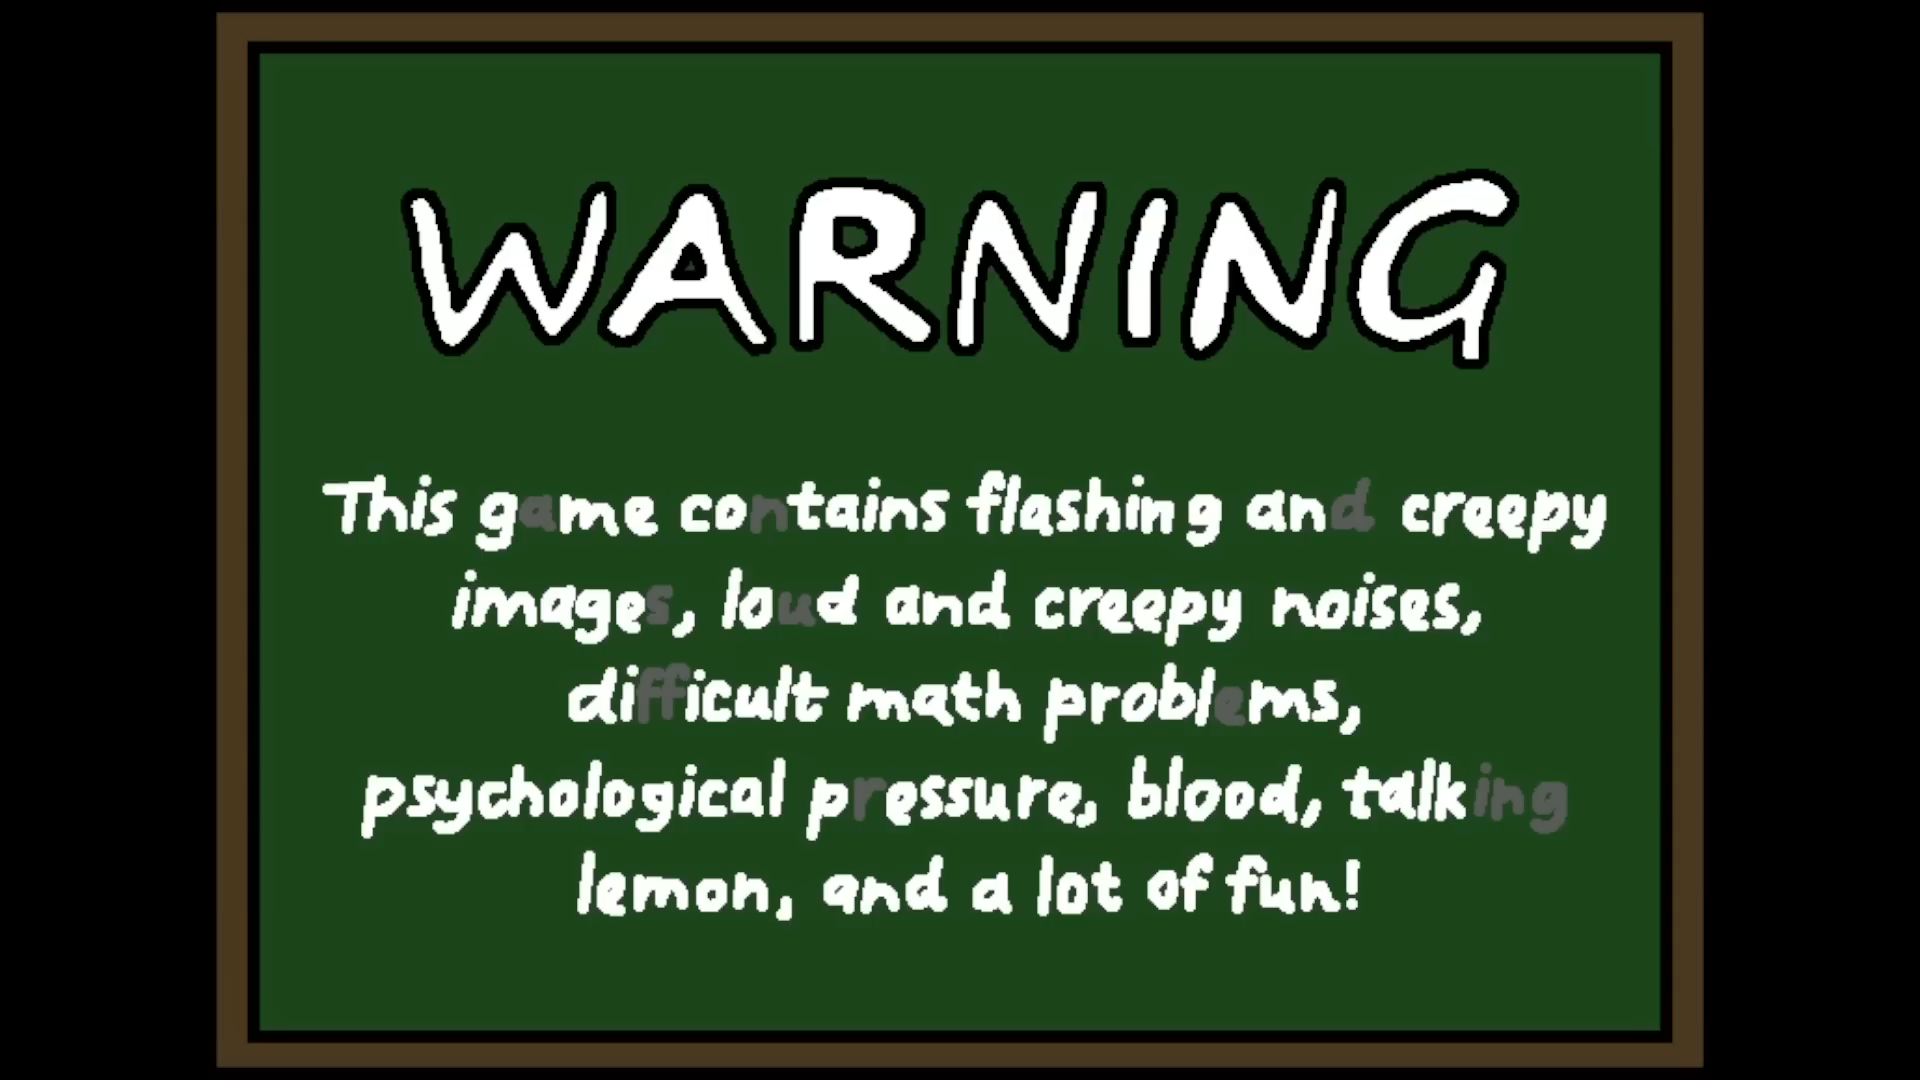 WARNING
This game contains flashing and creepy
images, loud and creepy noises,
difficult math problems,
psychological pressure, blood, talking
lemon, and a lot of fun!